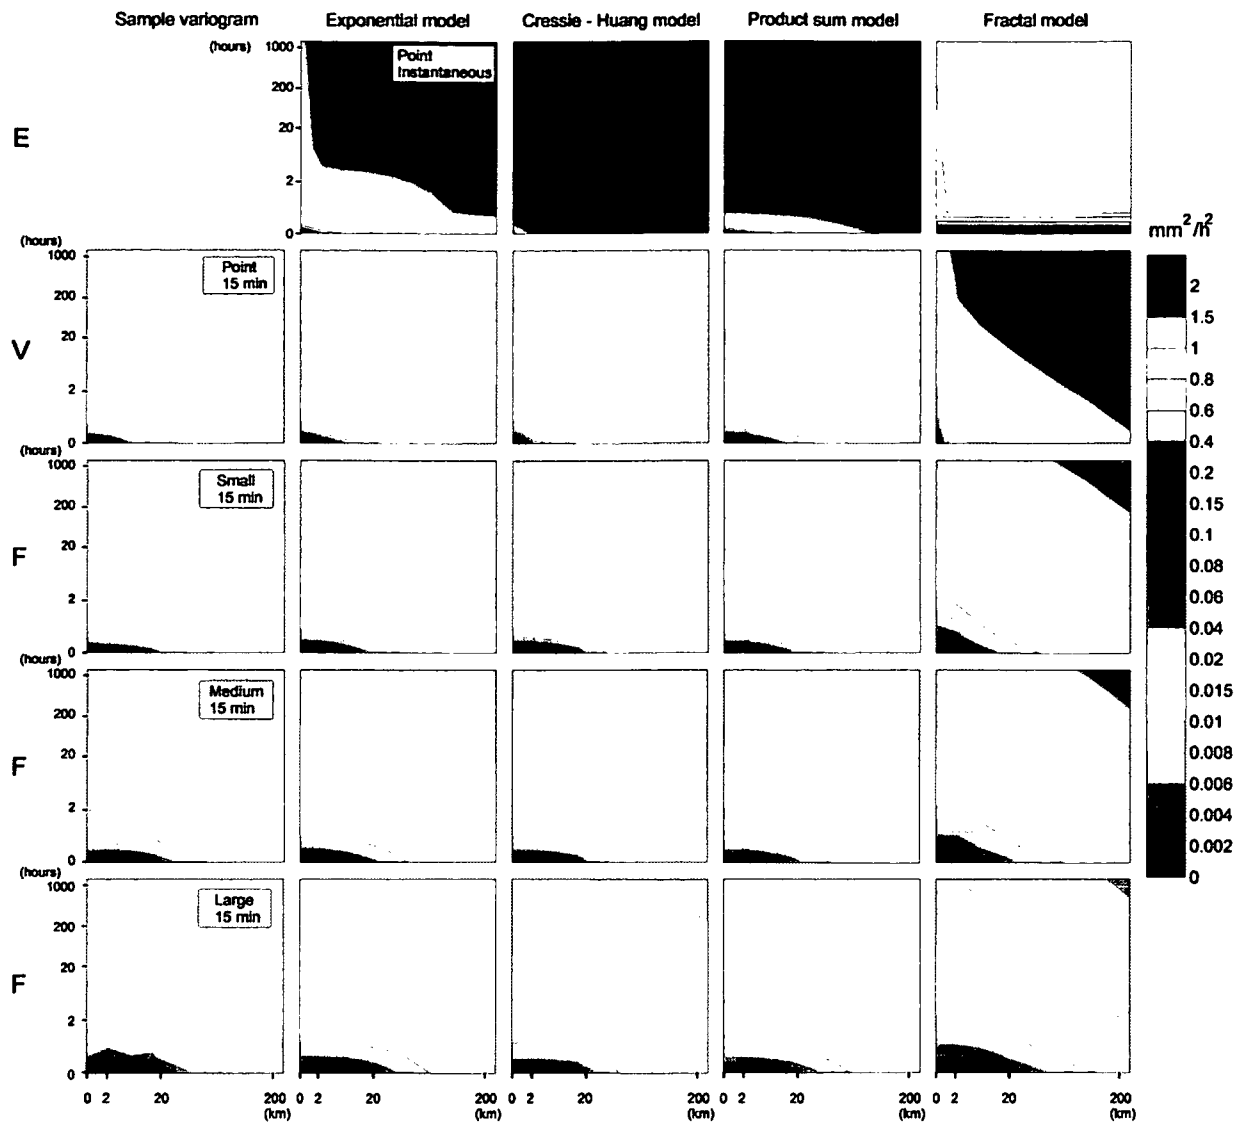 Sample variogram Exponential model Cressie - Huang model Product sum model Fractal model
(hours)
1000
200
20
2
0
Point
Instantaneous
E
(hours)
1000
200
20
2
0
Point
15 min
V
(hours)
1000
200
20
2
0
Small
15 min
F
(hours)
1000
200
20
2
0
Medium
15 min
F
(hours)
1000
200
20
2
0
Large
15 min
F
0 2 20 200 0 2 20 200 0 2 20 200 0 2 20 200 0 2 20 200
(km) (km) (km) (km) (km)
mm²/h²
2
1.5
1
0.8
0.6
0.4
0.2
0.15
0.1
0.08
0.06
0.04
0.02
0.015
0.01
0.008
0.006
0.004
0.002
0